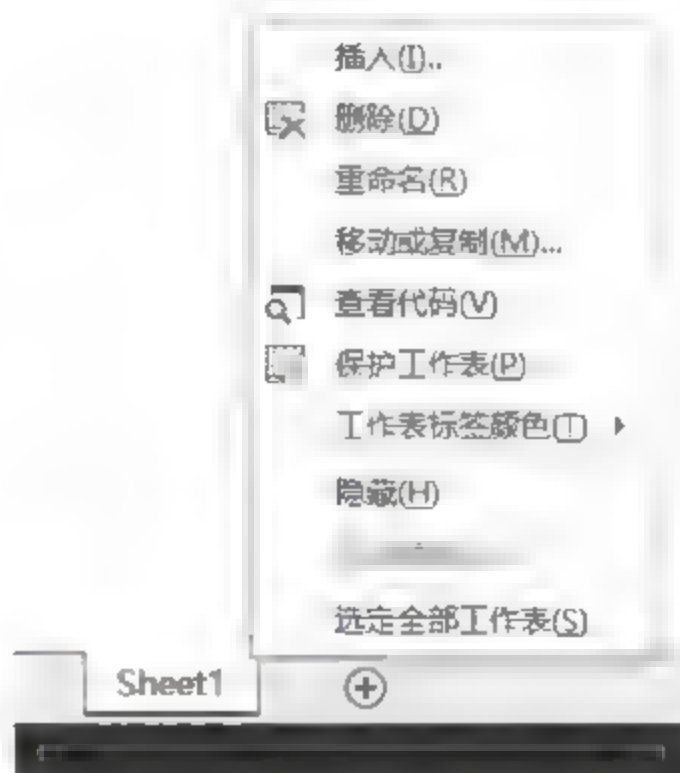 插入(I)..
删除(D)
重命名(R)
移动或复制(M)...
查看代码(V)
保护工作表(P)
工作表标签颜色(T)
隐藏(H)
选定全部工作表(S)
Sheet1